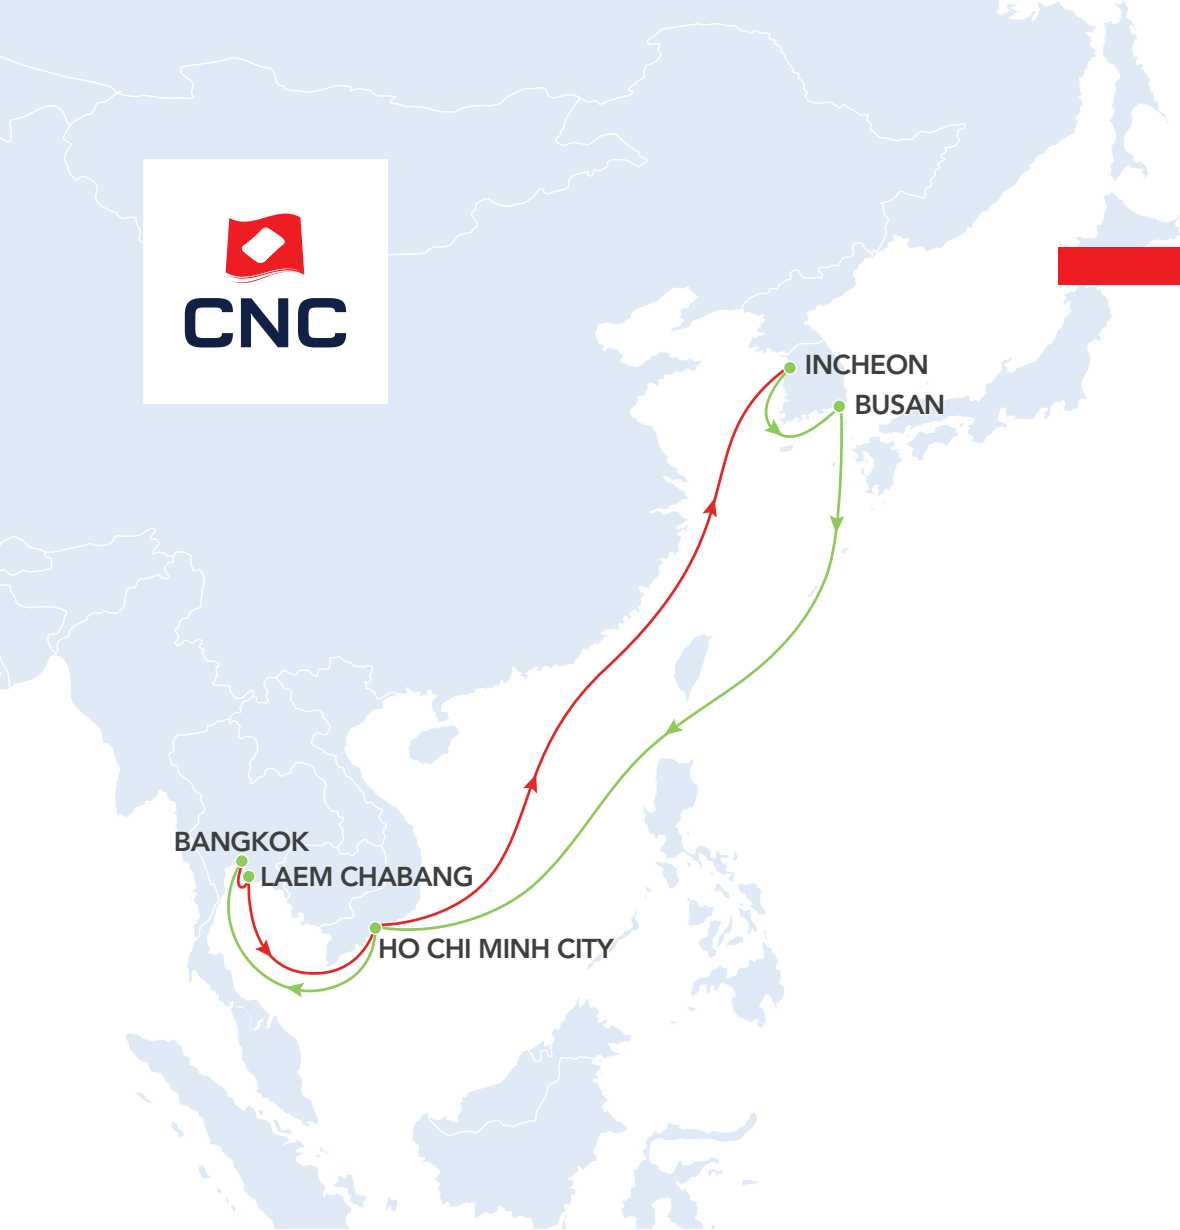 CNC
INCHEON
BUSAN
BANGKOK
LAEM CHABANG
HO CHI MINH CITY